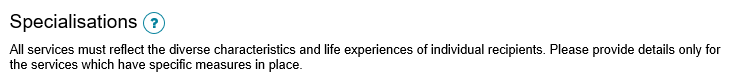 Specialisations ?
All services must reflect the diverse characteristics and life experiences of individual recipients. Please provide details only for
the services which have specific measures in place.